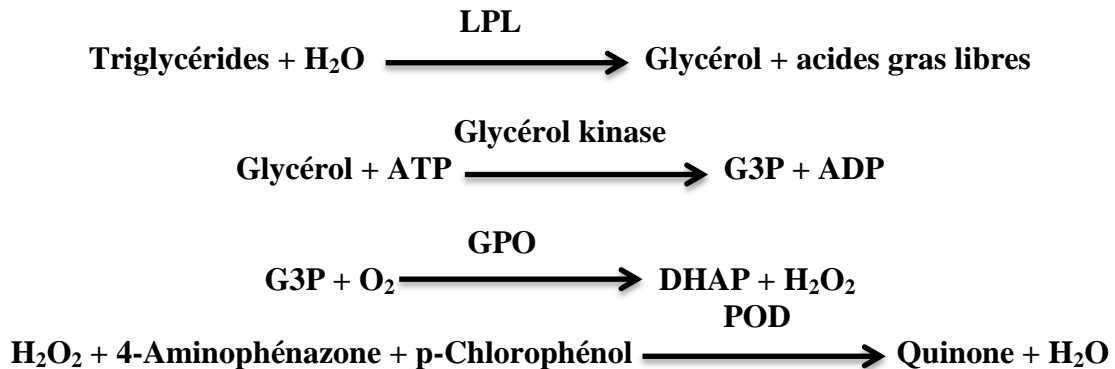 LPL
Triglycérides + H₂O Glycérol + acides gras libres
Glycérol kinase
Glycérol + ATP G3P + ADP
GPO
G3P + O₂ DHAP + H₂O₂
POD
H₂O₂ + 4-Aminophénazone + p-Chlorophénol Quinone + H₂O